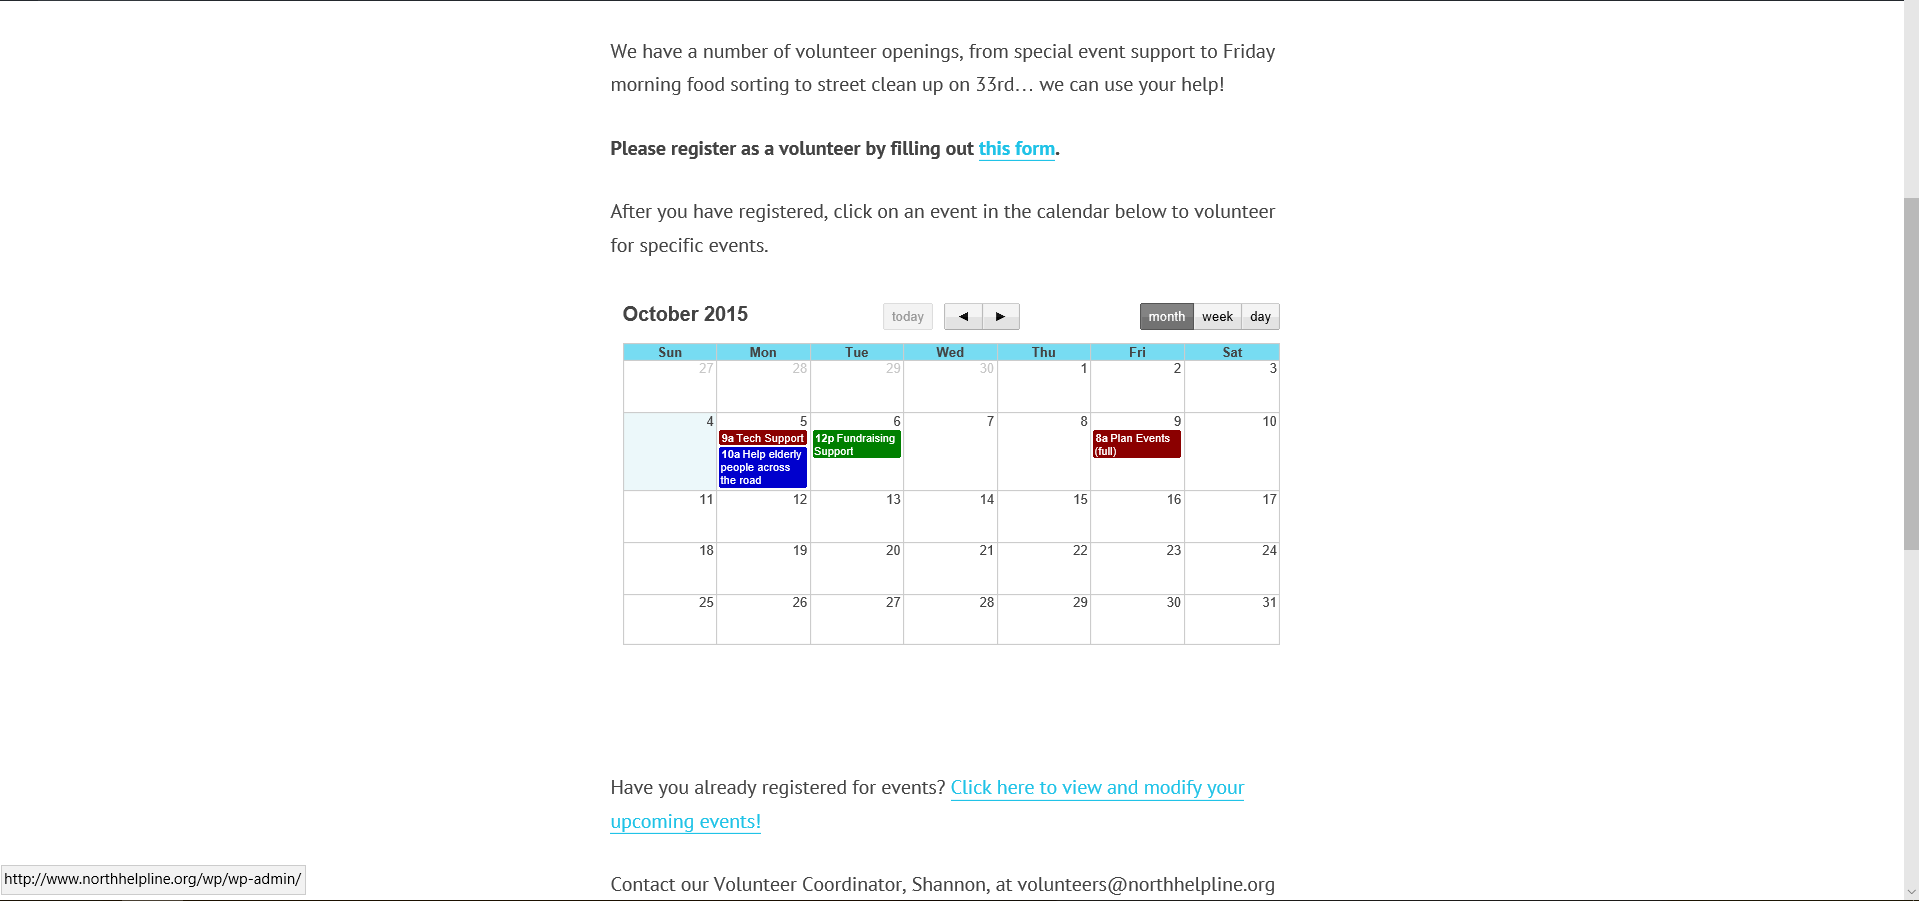 We have a number of volunteer openings, from special event support to Friday
morning food sorting to street clean up on 33rd… we can use your help!
Please register as a volunteer by filling out this form.
After you have registered, click on an event in the calendar below to volunteer
for specific events.
October 2015 today ◄ ► month week day
Sun Mon Tue Wed Thu Fri Sat
27 28 29 30 1 2 3
4 5 6 7 8 9 10
9a Tech Support
10a Help elderly
people across
the road
12p Fundraising
Support
8a Plan Events
(full)
11 12 13 14 15 16 17
18 19 20 21 22 23 24
25 26 27 28 29 30 31
Have you already registered for events? Click here to view and modify your
upcoming events!
Contact our Volunteer Coordinator, Shannon, at volunteers@northhelpline.org
http://www.northhelpline.org/wp/wp-admin/